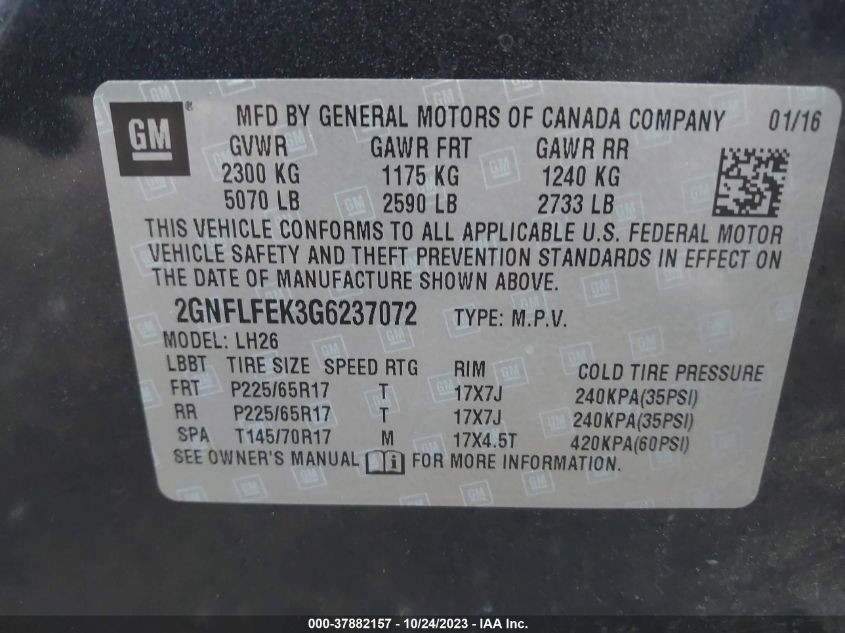 GM ® MFD BY GENERAL MOTORS OF CANADA COMPANY 01/16
GVWR GAWR FRT GAWR RR
2300 KG 1175 KG 1240 KG
5070 LB 2590 LB 2733 LB
THIS VEHICLE CONFORMS TO ALL APPLICABLE U.S. FEDERAL MOTOR
VEHICLE SAFETY AND THEFT PREVENTION STANDARDS IN EFFECT ON
THE DATE OF MANUFACTURE SHOWN ABOVE.
2GNFLFEK3G6237072 TYPE: M.P.V.
MODEL: LH26
LBBT TIRE SIZE SPEED RTG RIM COLD TIRE PRESSURE
FRT P225/65R17 T 17X7J 240KPA(35PSI)
RR P225/65R17 T 17X7J 240KPA(35PSI)
SPA T145/70R17 M 17X4.5T 420KPA(60PSI)
SEE OWNER'S MANUAL i FOR MORE INFORMATION.
000-37882157 - 10/24/2023 - IAA Inc.